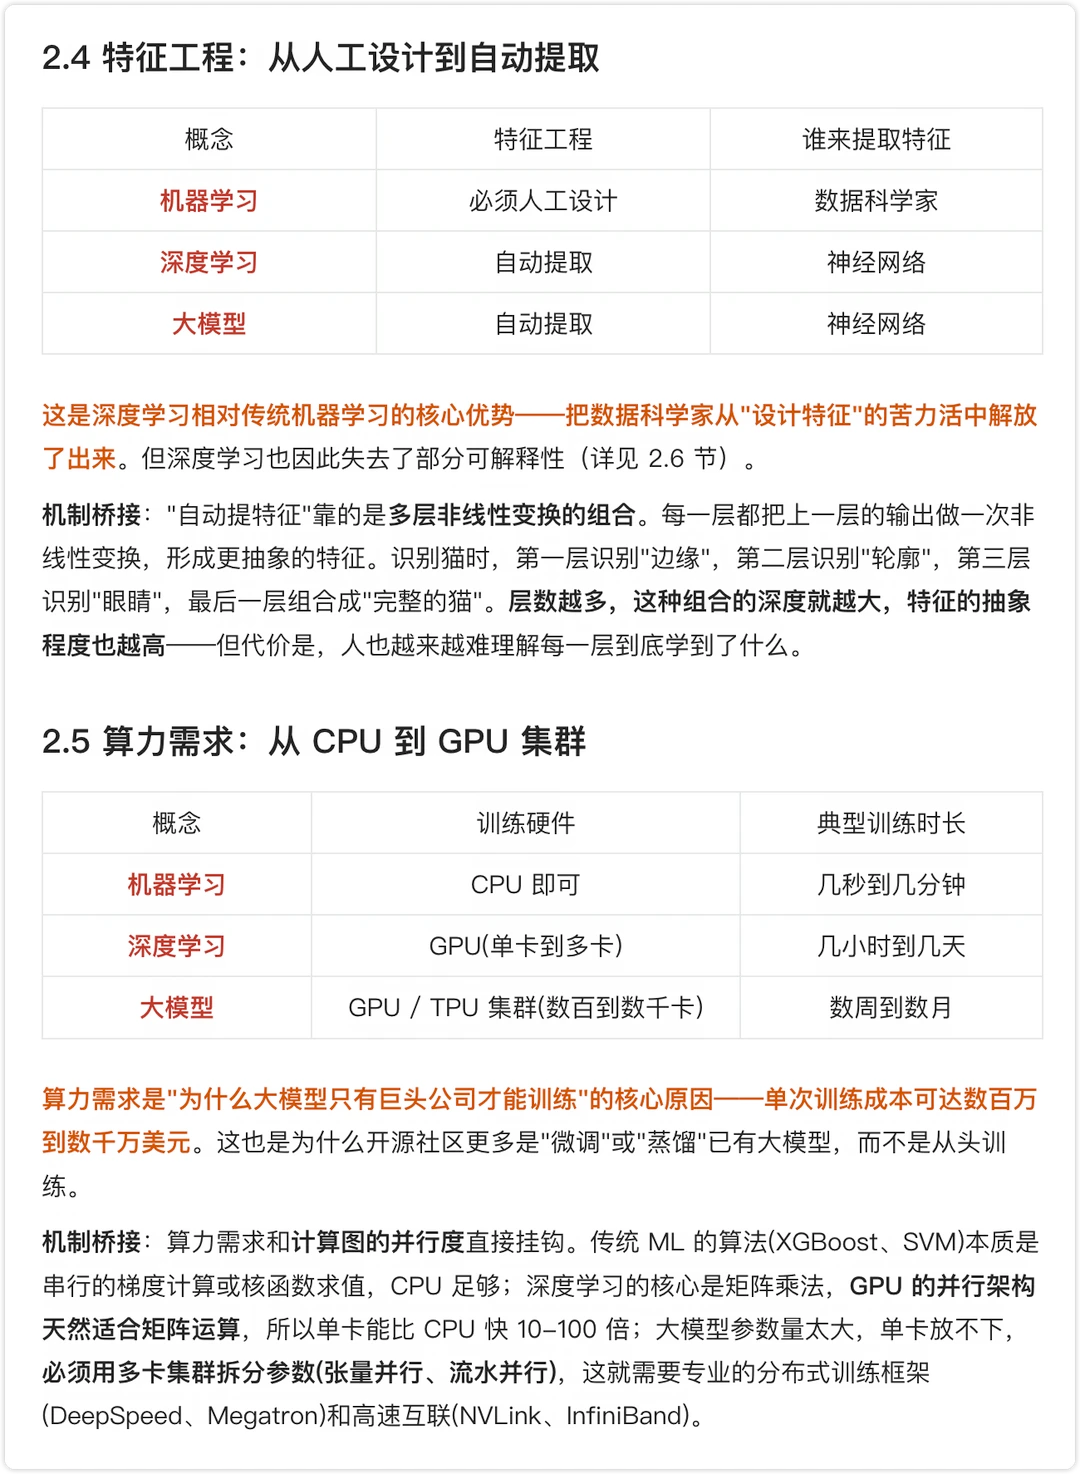 2.4 特征工程：从人工设计到自动提取
概念 特征工程 谁来提取特征
机器学习 必须人工设计 数据科学家
深度学习 自动提取 神经网络
大模型 自动提取 神经网络
这是深度学习相对传统机器学习的核心优势——把数据科学家从"设计特征"的苦力活中解放
了出来。但深度学习也因此失去了部分可解释性（详见 2.6 节）。
机制桥接："自动提特征"靠的是多层非线性变换的组合。每一层都把上一层的输出做一次非
线性变换，形成更抽象的特征。识别猫时，第一层识别"边缘"，第二层识别"轮廓"，第三层
识别"眼睛"，最后一层组合成"完整的猫"。层数越多，这种组合的深度就越大，特征的抽象
程度也越高——但代价是，人也越来越难理解每一层到底学到了什么。
2.5 算力需求：从 CPU 到 GPU 集群
概念 训练硬件 典型训练时长
机器学习 CPU 即可 几秒到几分钟
深度学习 GPU(单卡到多卡) 几小时到几天
大模型 GPU / TPU 集群(数百到数千卡) 数周到数月
算力需求是"为什么大模型只有巨头公司才能训练"的核心原因——单次训练成本可达数百万
到数千万美元。这也是为什么开源社区更多是"微调"或"蒸馏"已有大模型，而不是从头训
练。
机制桥接：算力需求和计算图的并行度直接挂钩。传统 ML 的算法(XGBoost、SVM)本质是
串行的梯度计算或核函数求值，CPU 足够；深度学习的核心是矩阵乘法，GPU 的并行架构
天然适合矩阵运算，所以单卡能比 CPU 快 10–100 倍；大模型参数量太大，单卡放不下，
必须用多卡集群拆分参数(张量并行、流水并行)，这就需要专业的分布式训练框架
(DeepSpeed、Megatron)和高速互联(NVLink、InfiniBand)。